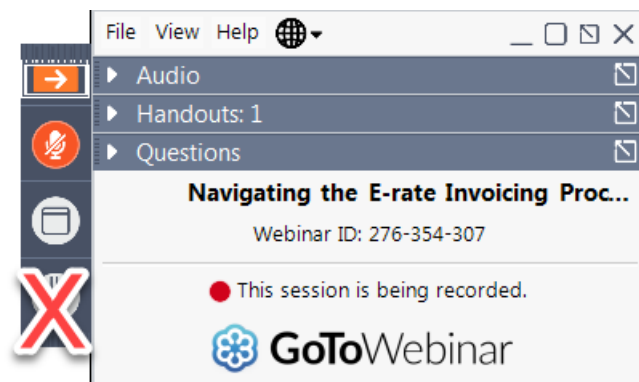 File View Help
Audio
Handouts: 1
Questions
Navigating the E-rate Invoicing Proc...
Webinar ID: 276-354-307
This session is being recorded.
GoToWebinar